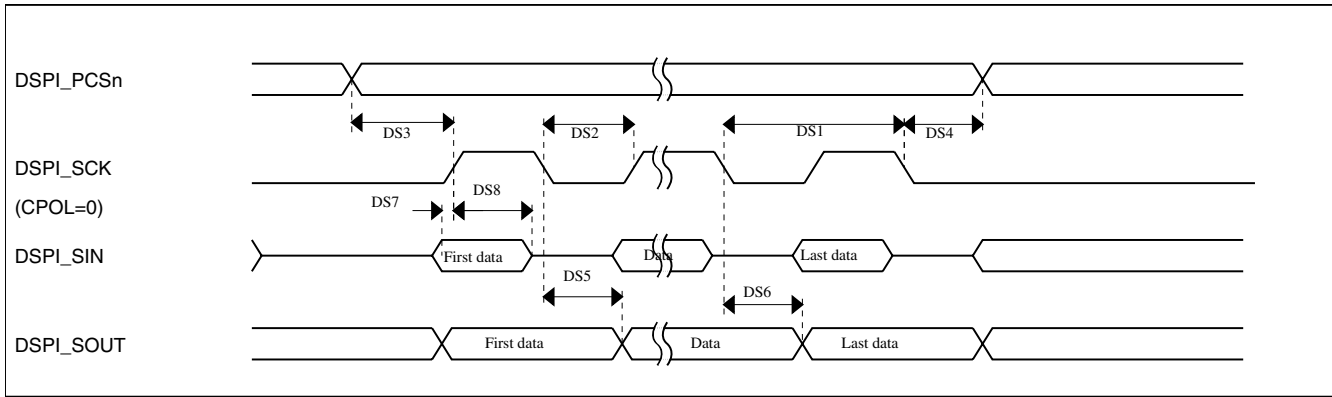 DSPI_PCSn
DS3
DS2
DS1
DS4
DSPI_SCK
(CPOL=0)
DS7
DS8
DSPI_SIN
First data
Data
Last data
DS5
DS6
DSPI_SOUT
First data
Data
Last data